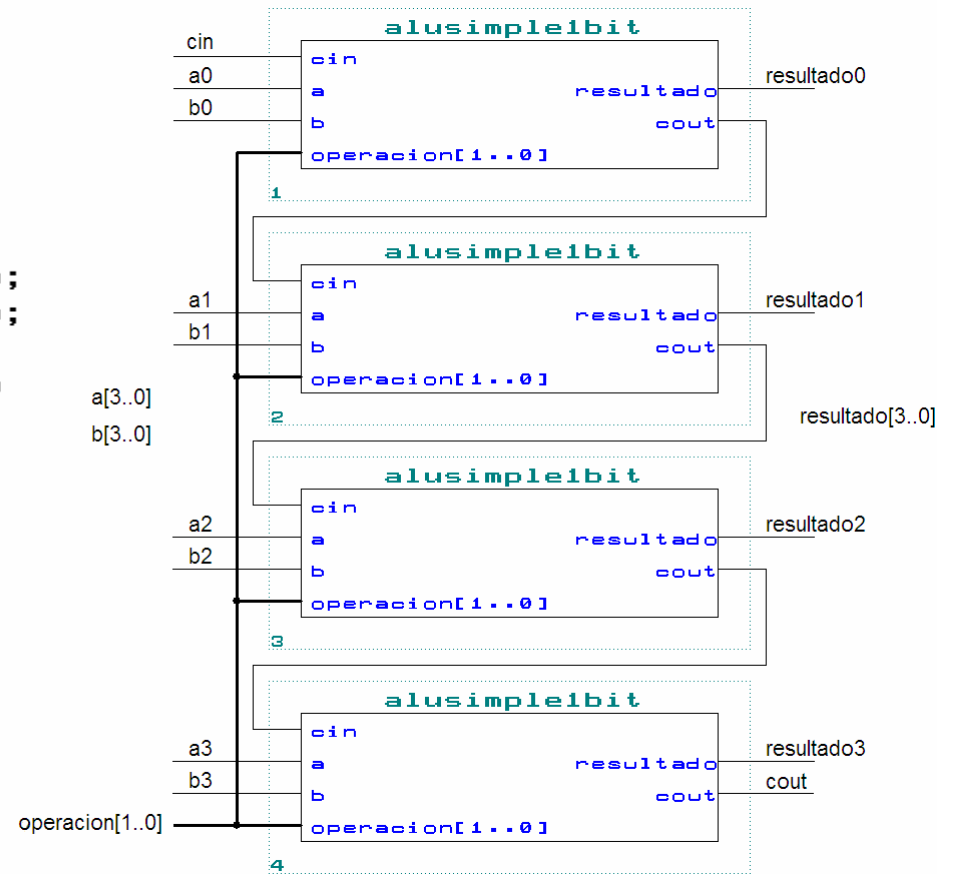 alusimple1bit
cin
cin
a0
a
resultado
resultado0
b0
b
cout
operacion[1..0]
1
alusimple1bit
;
cin
a1
a
resultado
resultado1
;
b1
b
cout
operacion[1..0]
a[3..0]
2
resultado[3..0]
b[3..0]
alusimple1bit
cin
a2
a
resultado
resultado2
b2
b
cout
operacion[1..0]
3
alusimple1bit
cin
a3
a
resultado
resultado3
b3
b
cout
cout
operacion[1..0]
operacion[1..0]
4